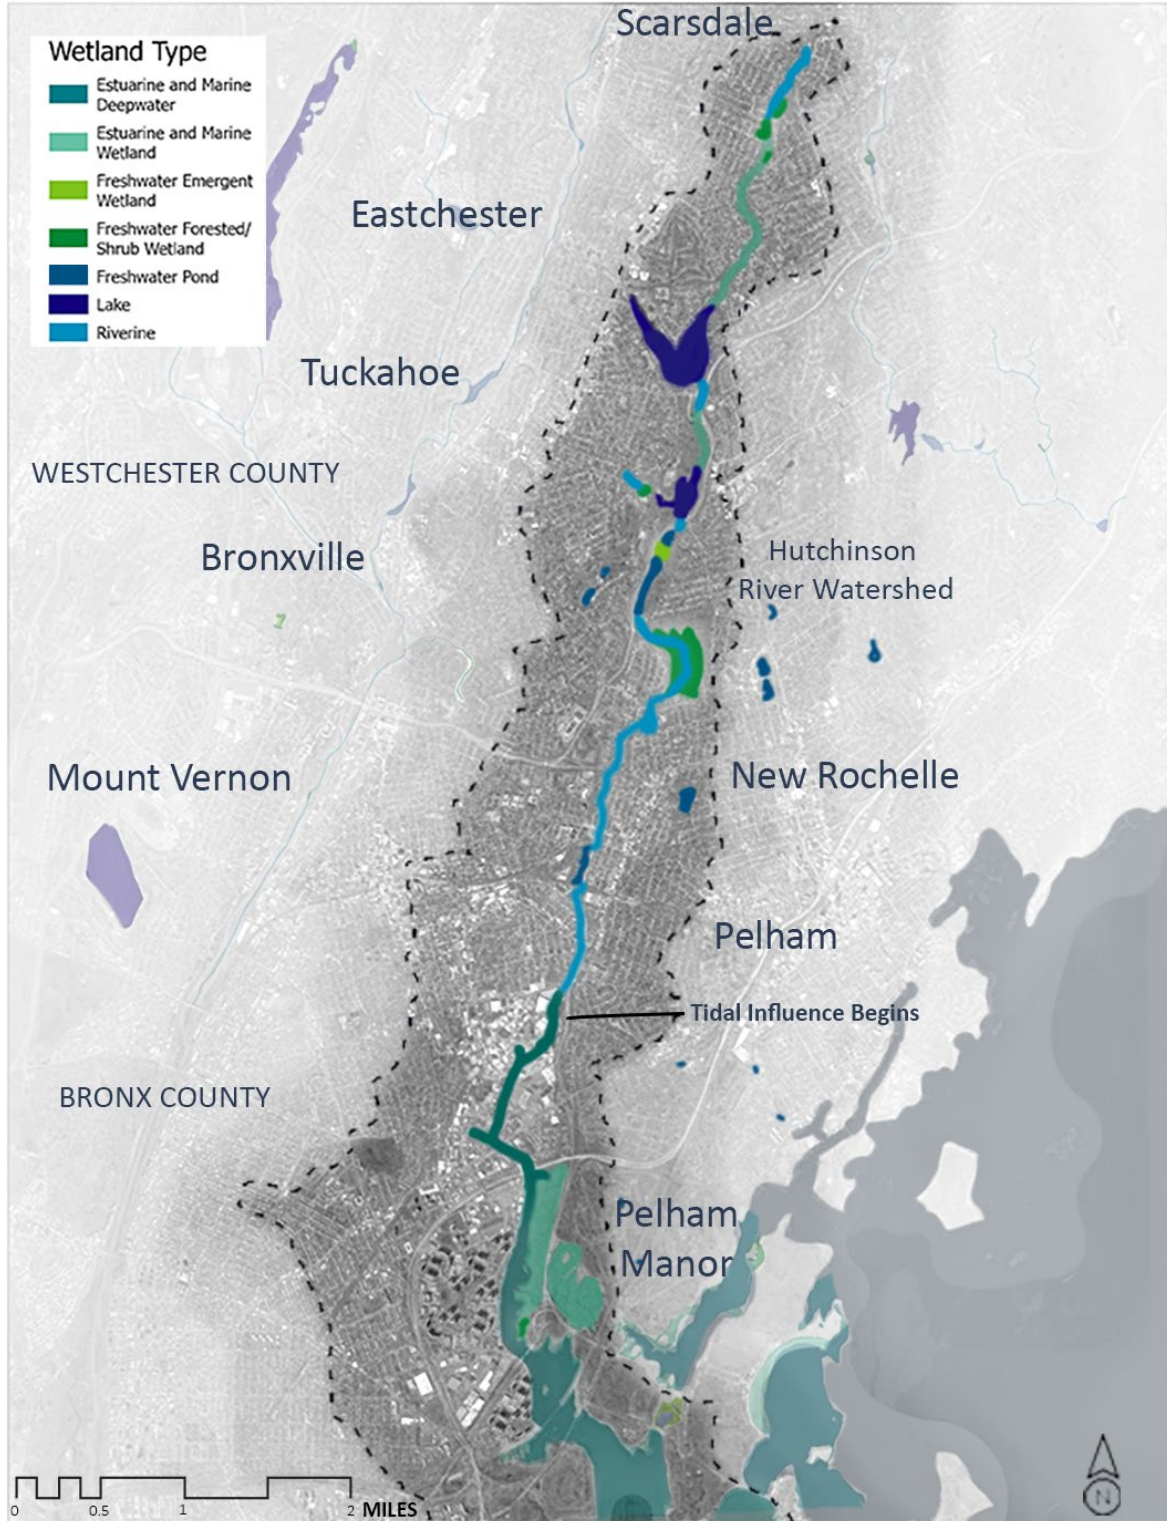 Scarsdale
Wetland Type
Estuarine and Marine
Deepwater
Estuarine and Marine
Wetland
Freshwater Emergent
Wetland
Freshwater Forested/
Shrub Wetland
Freshwater Pond
Lake
Riverine
Eastchester
Tuckahoe
WESTCHESTER COUNTY
Bronxville
Hutchinson
River Watershed
Mount Vernon
New Rochelle
Pelham
Tidal Influence Begins
BRONX COUNTY
Pelham
Manor
0 0.5 1 2 MILES
N